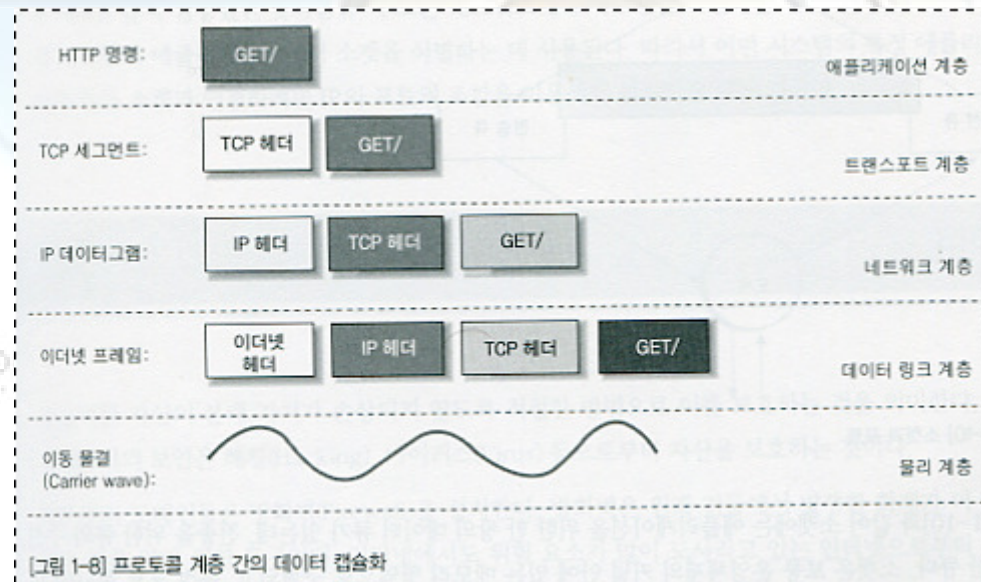 HTTP 명령:
GET/
애플리케이션 계층
TCP 세그먼트:
TCP 헤더
GET/
트랜스포트 계층
IP 데이터그램:
IP 헤더
TCP 헤더
GET/
네트워크 계층
이더넷 프레임:
이더넷
헤더
IP 헤더
TCP 헤더
GET/
데이터 링크 계층
이동 물결
(Carrier wave):
물리 계층
[그림 1-8] 프로토콜 계층 간의 데이터 캡슐화